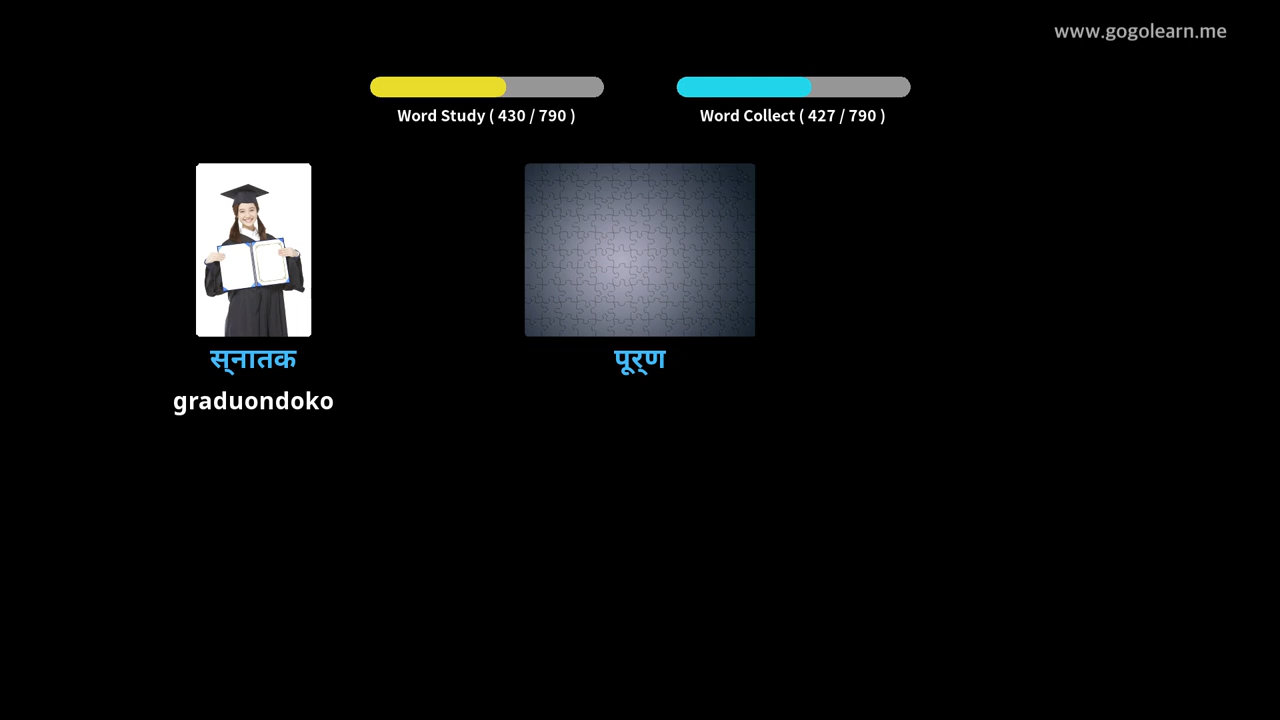 www.gogolearn.me
Word Study ( 430 / 790 )
Word Collect ( 427 / 790 )
स्नातक
पूर्ण
graduondoko